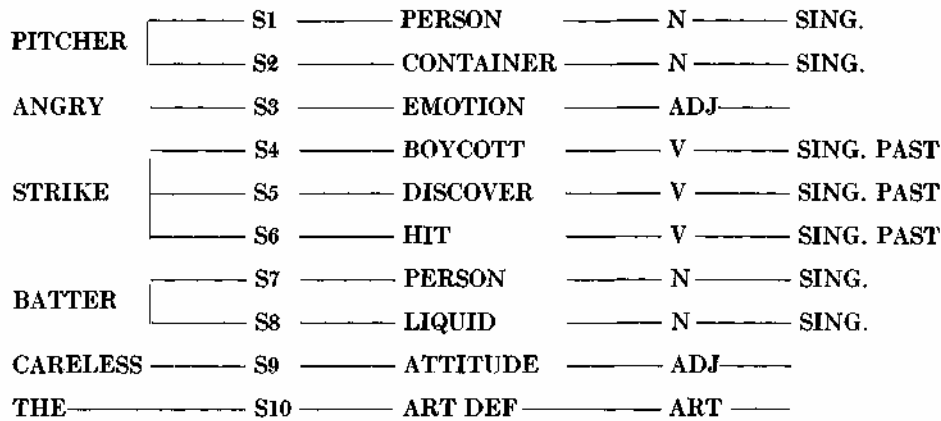 S1 PERSON N SING.
PITCHER
S2 CONTAINER N SING.
ANGRY S3 EMOTION ADJ
S4 BOYCOTT V SING. PAST
STRIKE S5 DISCOVER V SING. PAST
S6 HIT V SING. PAST
S7 PERSON N SING.
BATTER
S8 LIQUID N SING.
CARELESS S9 ATTITUDE ADJ
THE S10 ART DEF ART